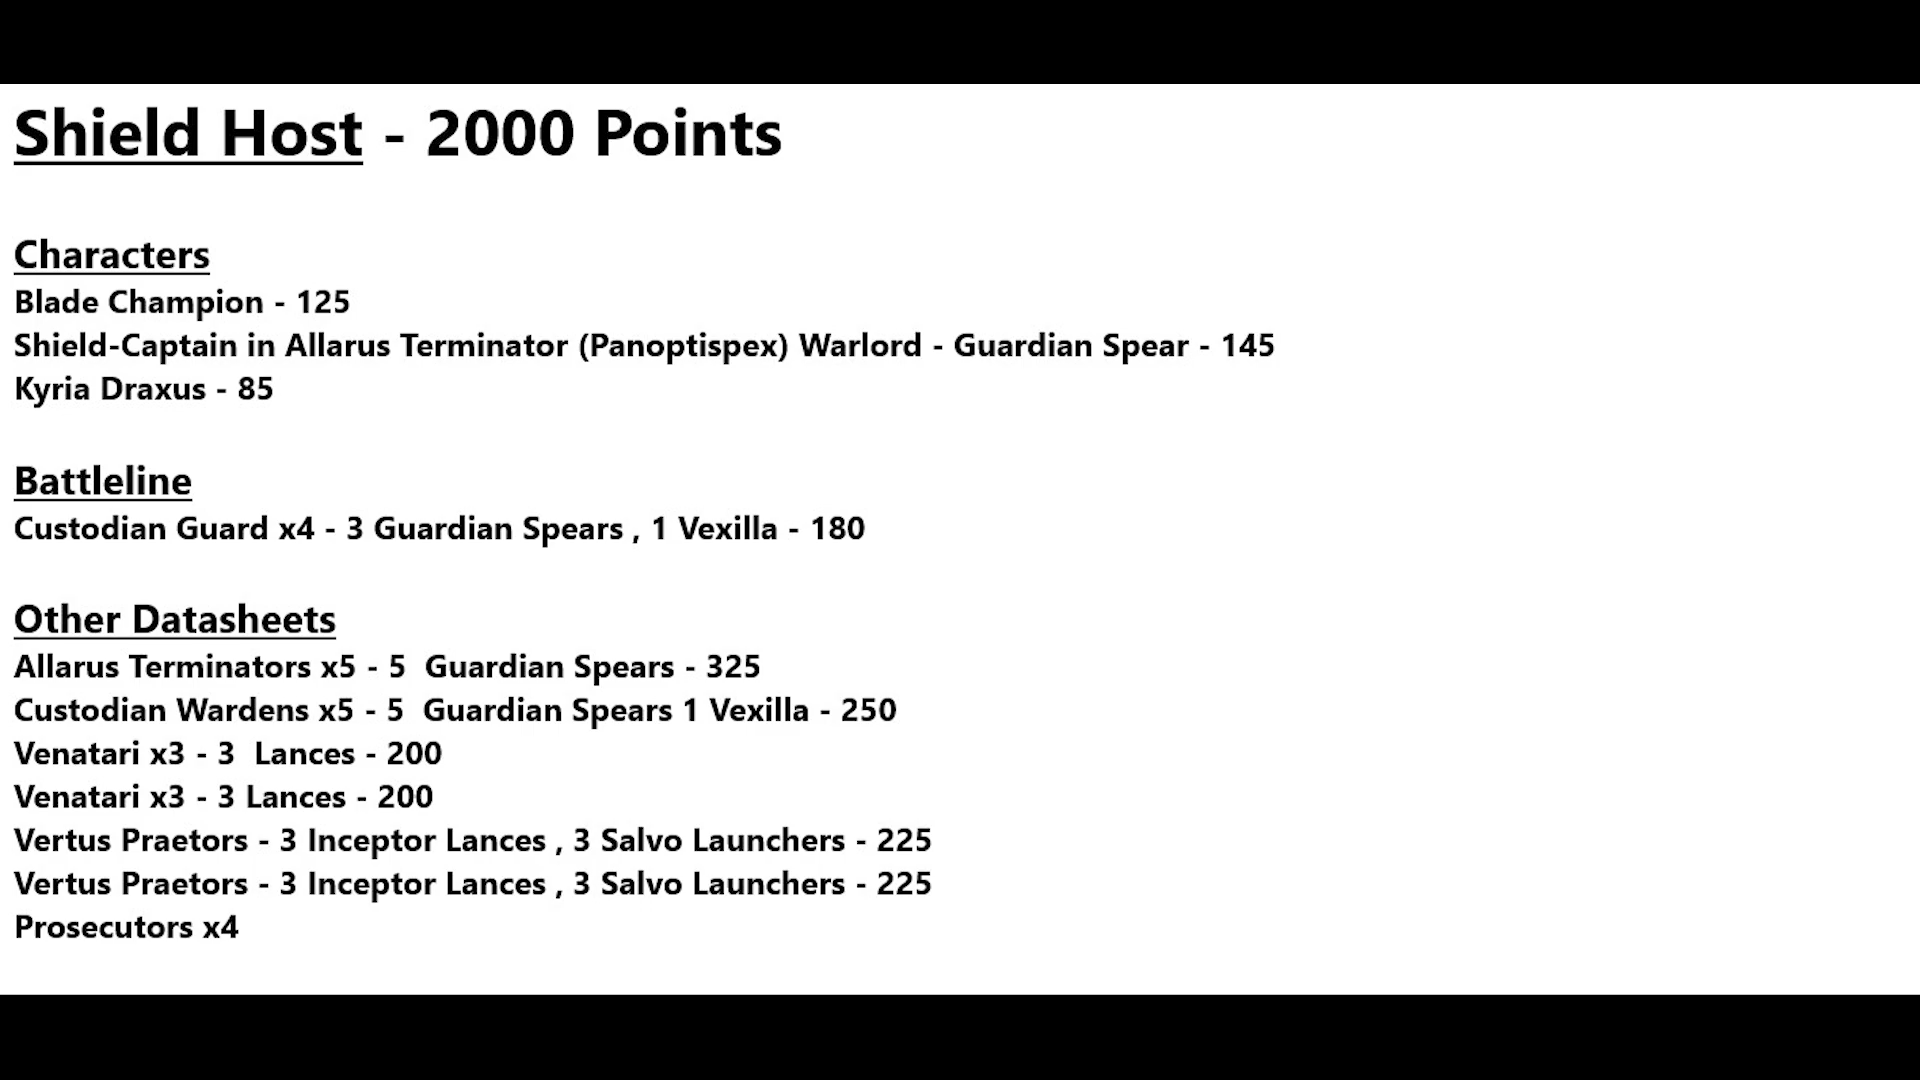 Shield Host - 2000 Points
Characters
Blade Champion - 125
Shield-Captain in Allarus Terminator (Panoptispex) Warlord - Guardian Spear - 145
Kyria Draxus - 85
Battleline
Custodian Guard x4 - 3 Guardian Spears , 1 Vexilla - 180
Other Datasheets
Allarus Terminators x5 - 5  Guardian Spears - 325
Custodian Wardens x5 - 5  Guardian Spears 1 Vexilla - 250
Venatari x3 - 3  Lances - 200
Venatari x3 - 3 Lances - 200
Vertus Praetors - 3 Inceptor Lances , 3 Salvo Launchers - 225
Vertus Praetors - 3 Inceptor Lances , 3 Salvo Launchers - 225
Prosecutors x4